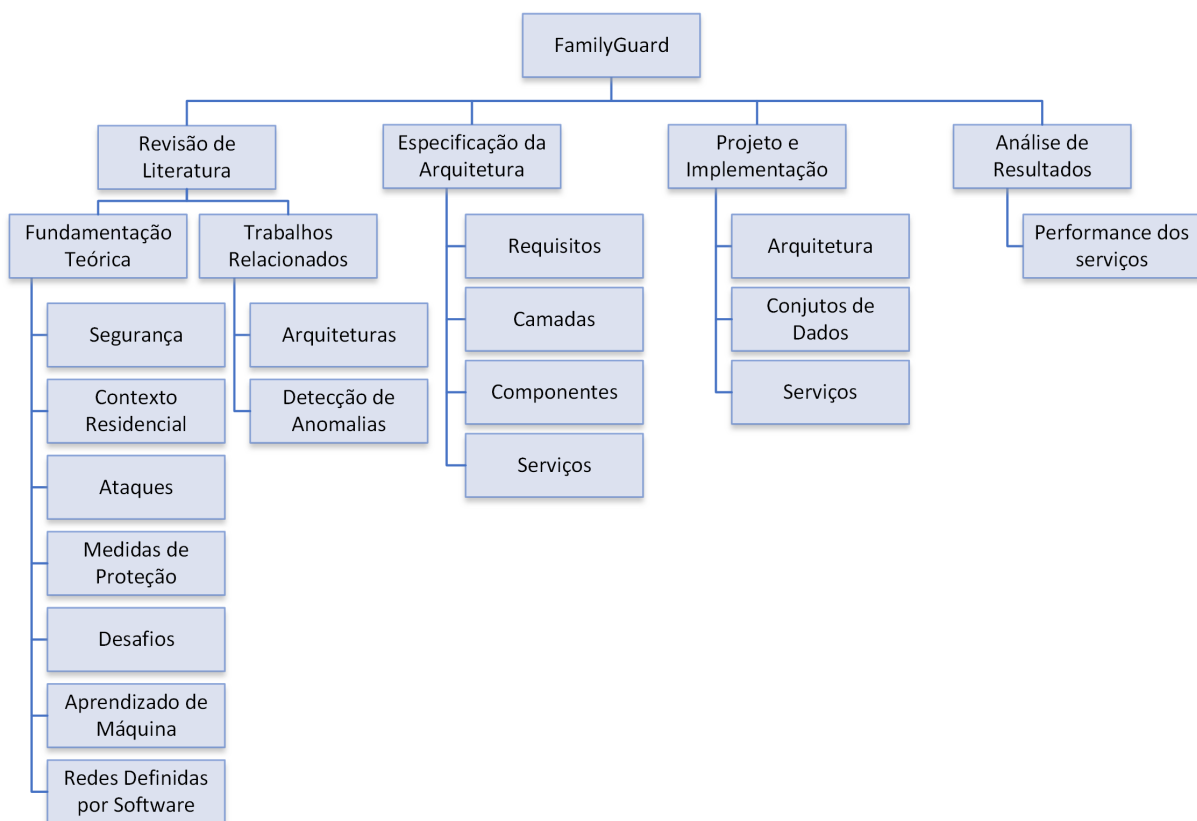 FamilyGuard
Revisão de
Literatura
Especificação da
Arquitetura
Projeto e
Implementação
Análise de
Resultados
Fundamentação
Teórica
Trabalhos
Relacionados
Requisitos
Arquitetura
Performance dos
serviços
Segurança
Arquiteturas
Camadas
Conjutos de
Dados
Contexto
Residencial
Detecção de
Anomalias
Componentes
Serviços
Ataques
Serviços
Medidas de
Proteção
Desafios
Aprendizado de
Máquina
Redes Definidas
por Software